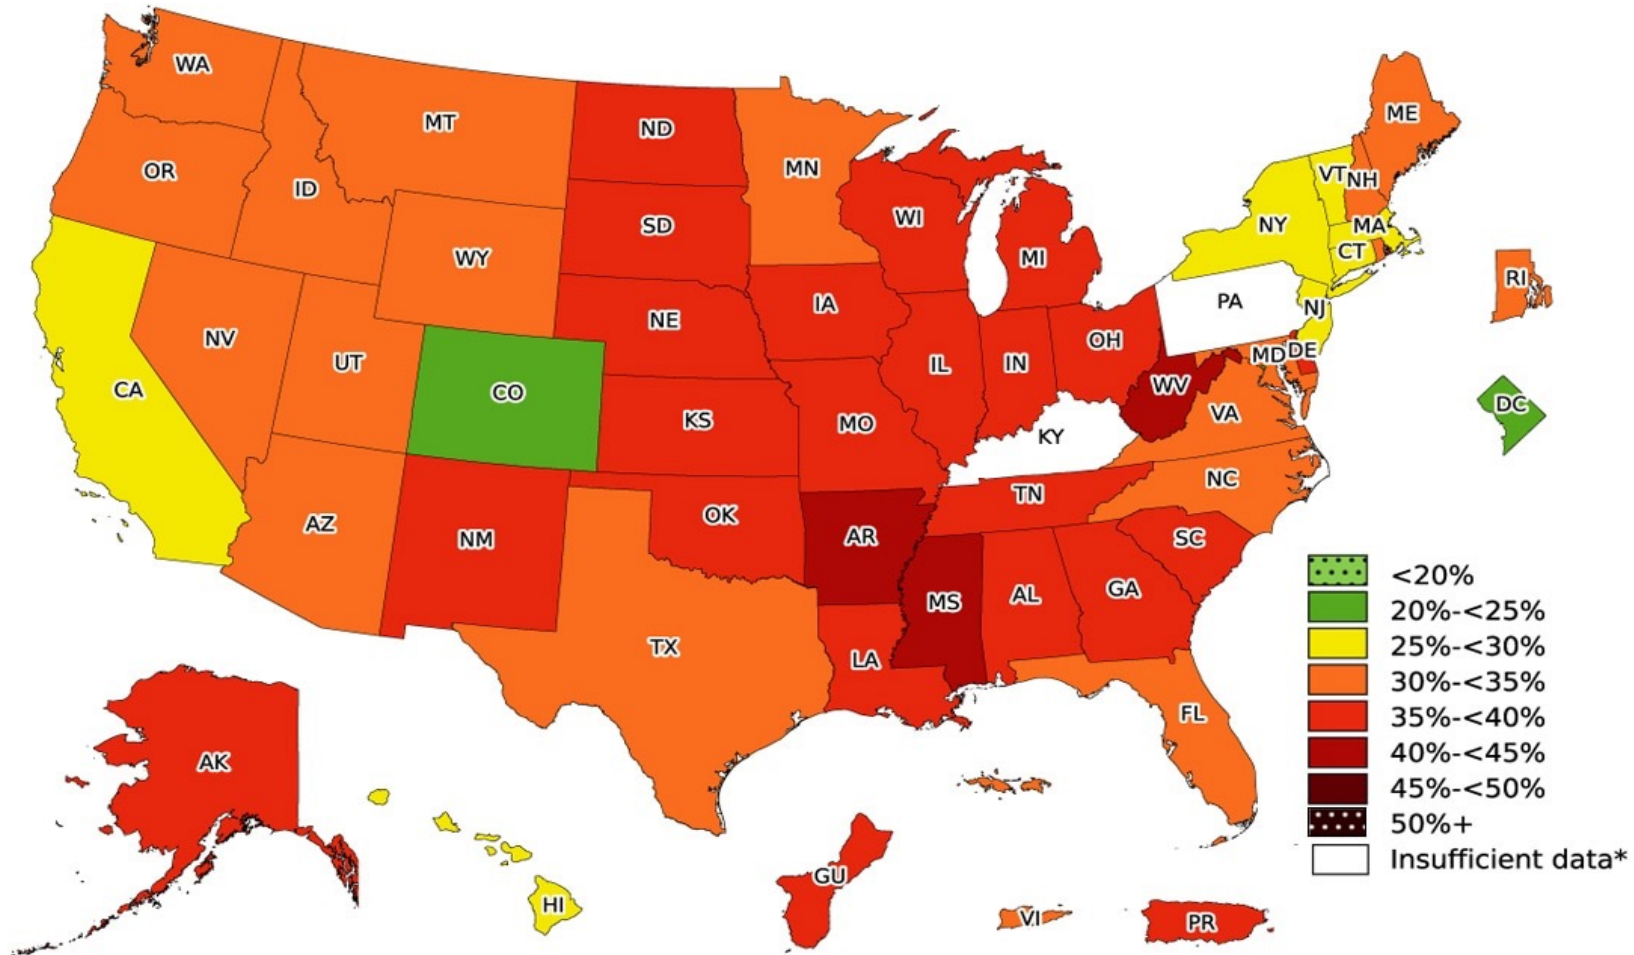 WA
MT
ND
MN
ME
OR
ID
SD
WI
VT
NH
NY
MA
WY
MI
CT
RI
IA
PA
NJ
NE
NV
OH
UT
IL
IN
MD
DE
CA
CO
WV
DC
KS
MO
VA
KY
NC
TN
AZ
OK
NM
AR
SC
MS
AL
GA
TX
LA
FL
AK
HI
GU
VI
PR
<20%
20%-<25%
25%-<30%
30%-<35%
35%-<40%
40%-<45%
45%-<50%
50%+
Insufficient data*